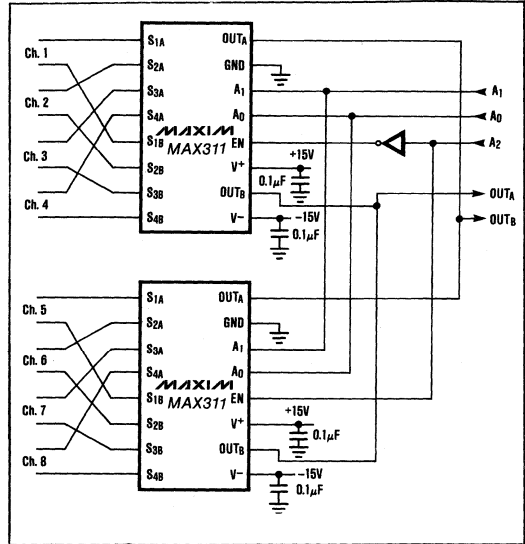 Ch. 1
Ch. 2
Ch. 3
Ch. 4
S1A
S2A
S3A
S4A
S1B
S2B
S3B
S4B
MAXIM
MAX311
OUTA
GND
A1
A0
EN
V+
OUTB
V−
+15V
0.1µF
−15V
0.1µF
A1
A0
A2
OUTA
OUTB
Ch. 5
Ch. 6
Ch. 7
Ch. 8
S1A
S2A
S3A
S4A
S1B
S2B
S3B
S4B
MAXIM
MAX311
OUTA
GND
A1
A0
EN
V+
OUTB
V−
+15V
0.1µF
−15V
0.1µF